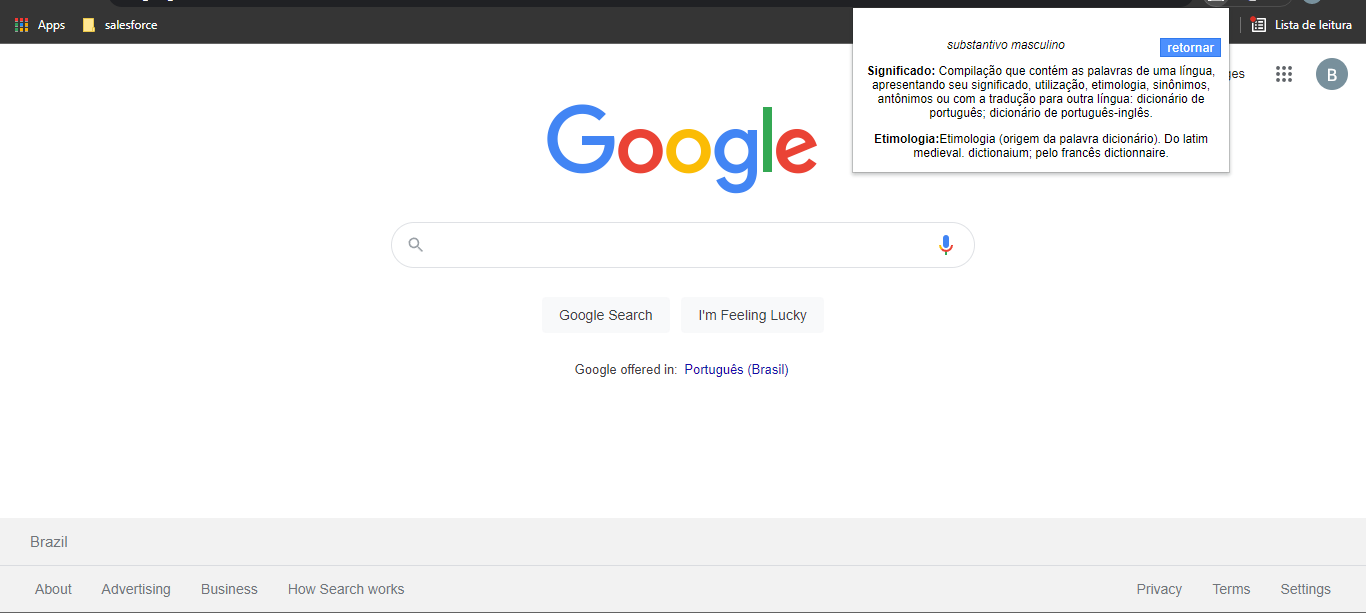 Apps
salesforce
Lista de leitura
substantivo masculino
retornar
Significado: Compilação que contém as palavras de uma língua,
apresentando seu significado, utilização, etimologia, sinônimos,
antônimos ou com a tradução para outra língua: dicionário de
português; dicionário de português-inglês.
Etimologia:Etimologia (origem da palavra dicionário). Do latim
medieval. dictionaium; pelo francês dictionnaire.
B
Google
Google Search
I'm Feeling Lucky
Google offered in: Português (Brasil)
Brazil
About
Advertising
Business
How Search works
Privacy
Terms
Settings